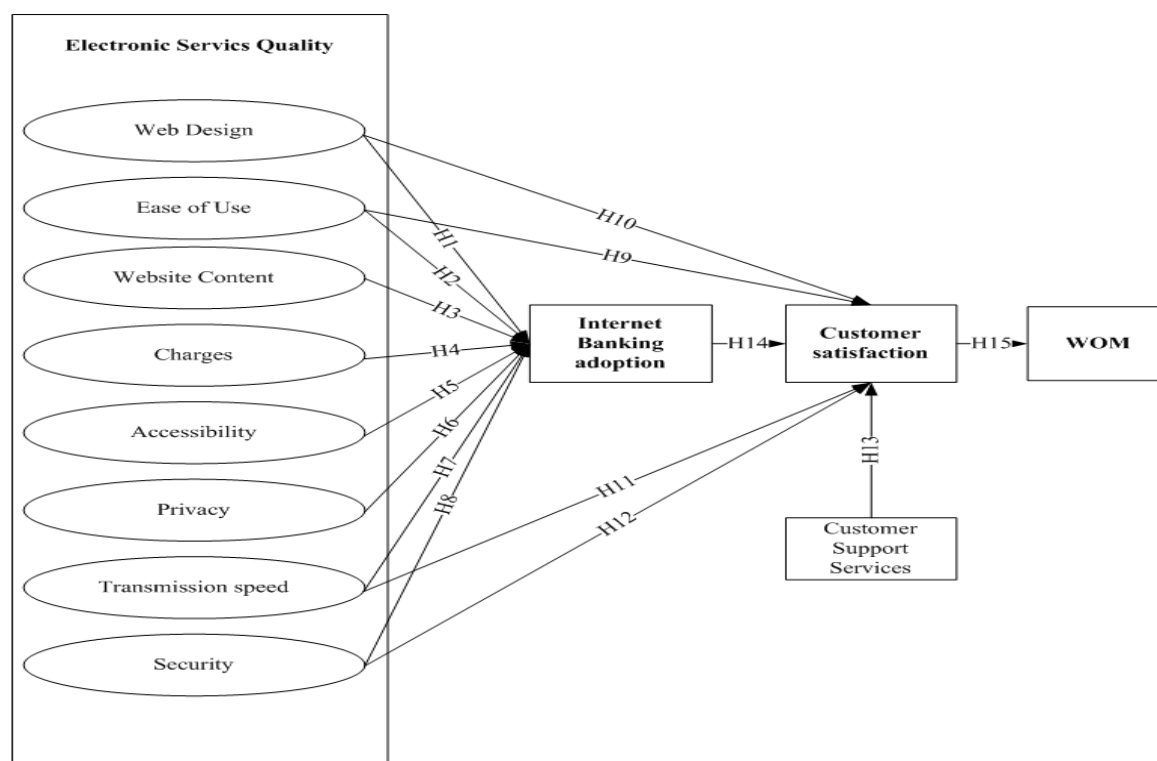 Electronic Servics Quality
Web Design
Ease of Use
Website Content
Charges
Accessibility
Privacy
Transmission speed
Security
H1
H2
H3
H4
H5
H6
H7
H8
H10
H9
H11
H12
Internet
Banking
adoption
H14
Customer
satisfaction
H15
WOM
H13
Customer
Support
Services